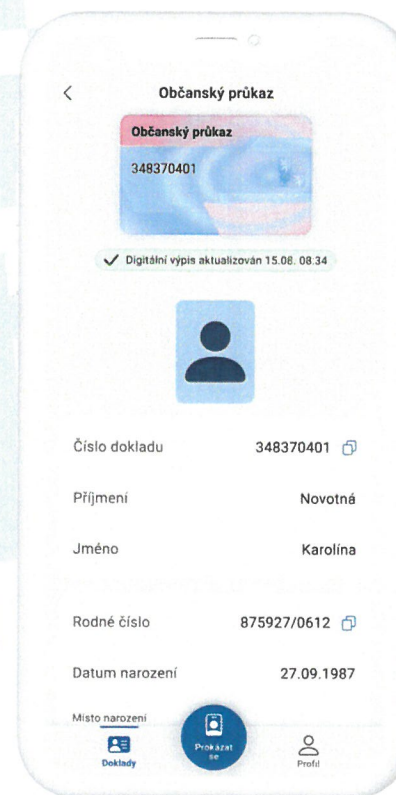 Občanský průkaz
Občanský průkaz
348370401
Digitální výpis aktualizován 15.08. 08.34
Číslo dokladu 348370401
Příjmení Novotná
Jméno Karolína
Rodné číslo 875927/0612
Datum narození 27.09.1987
Místo narození
Doklady
Prokázat
se
Profil